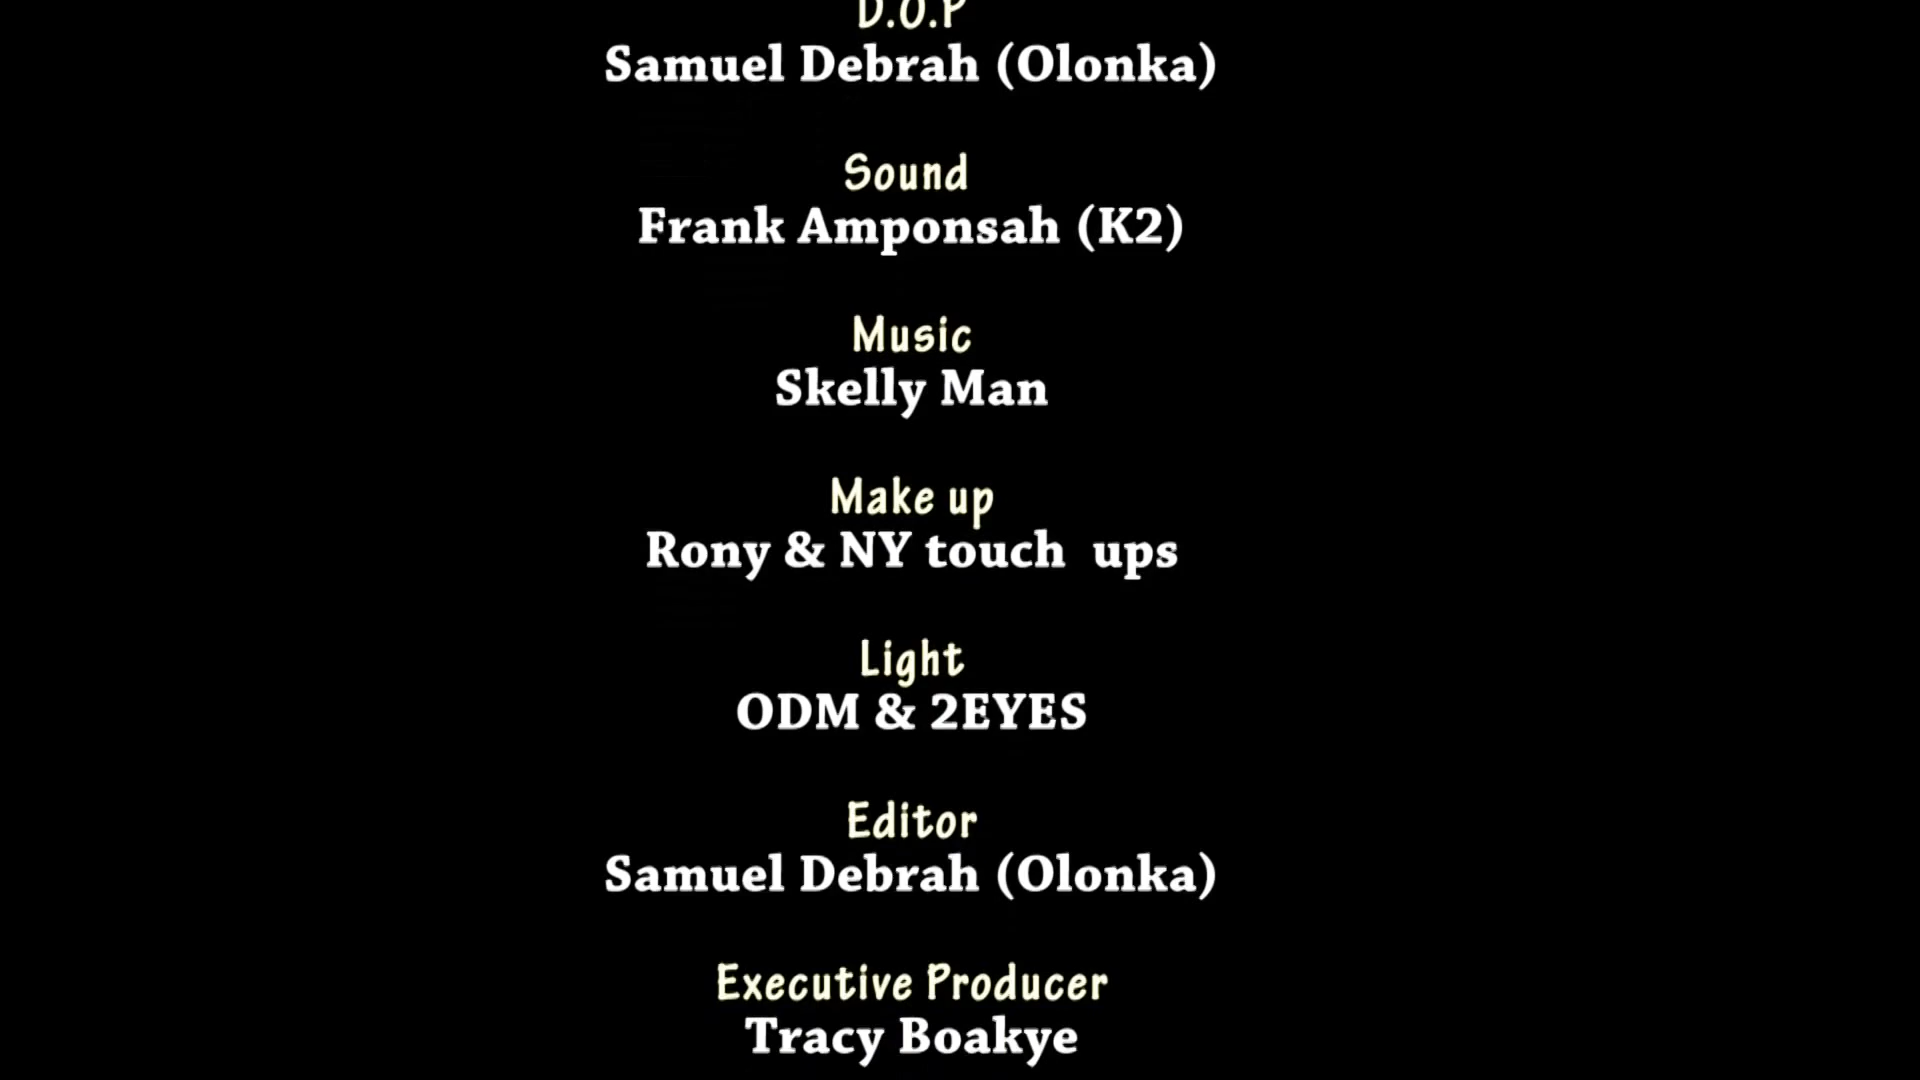 D.O.P
Samuel Debrah (Olonka)
Sound
Frank Amponsah (K2)
Music
Skelly Man
Make up
Rony & NY touch  ups
Light
ODM & 2EYES
Editor
Samuel Debrah (Olonka)
Executive Producer
Tracy Boakye